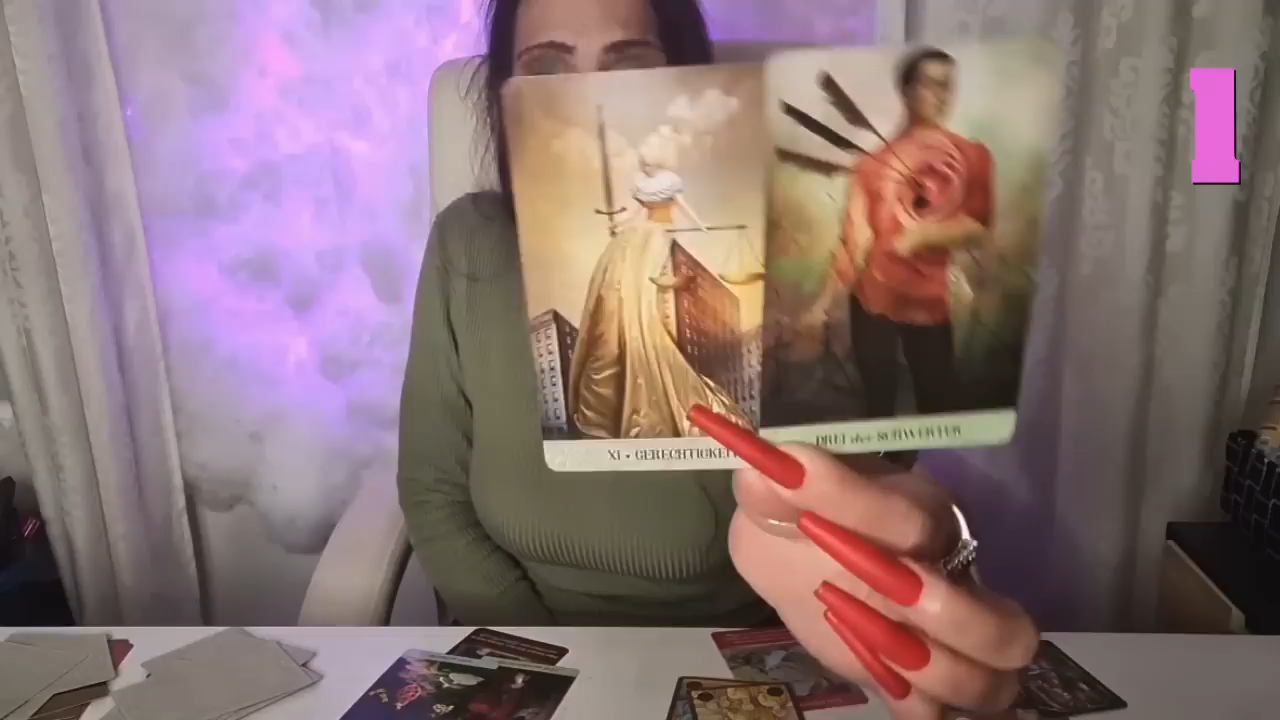 1
XI • GERECHTIGKEIT
DREI der SCHWERTER